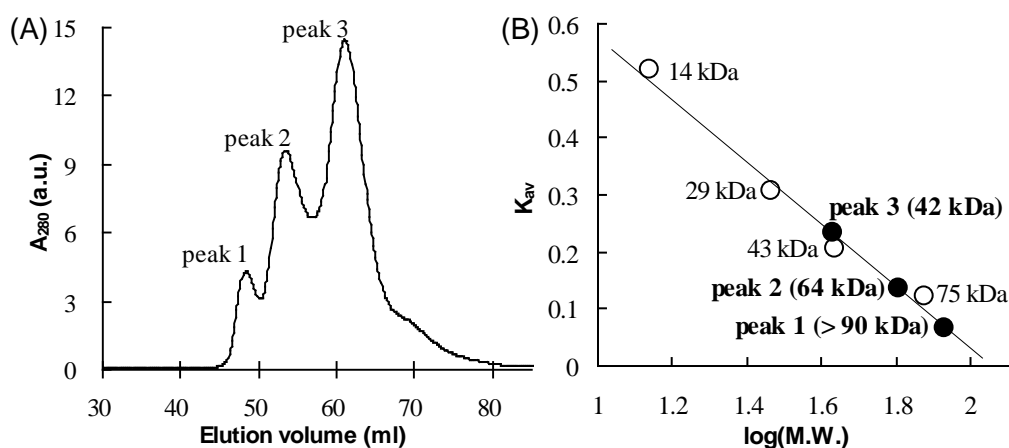 (A)
15
12
9
6
3
0
A280 (a.u.)
peak 1
peak 2
peak 3
30 40 50 60 70 80
Elution volume (ml)
(B)
0.6
0.5
0.4
0.3
0.2
0.1
0
Kav
14 kDa
29 kDa
peak 3 (42 kDa)
43 kDa
peak 2 (64 kDa)
75 kDa
peak 1 (> 90 kDa)
1 1.2 1.4 1.6 1.8 2
log(M.W.)